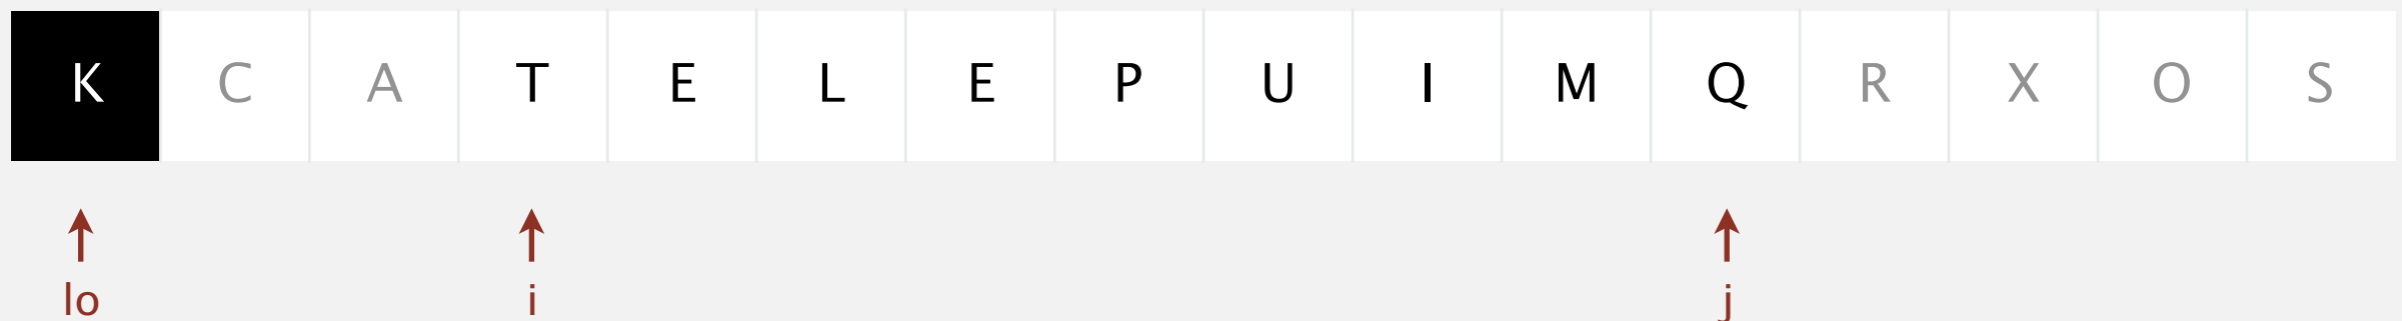 K C A T E L E P U I M Q R X O S
lo i j